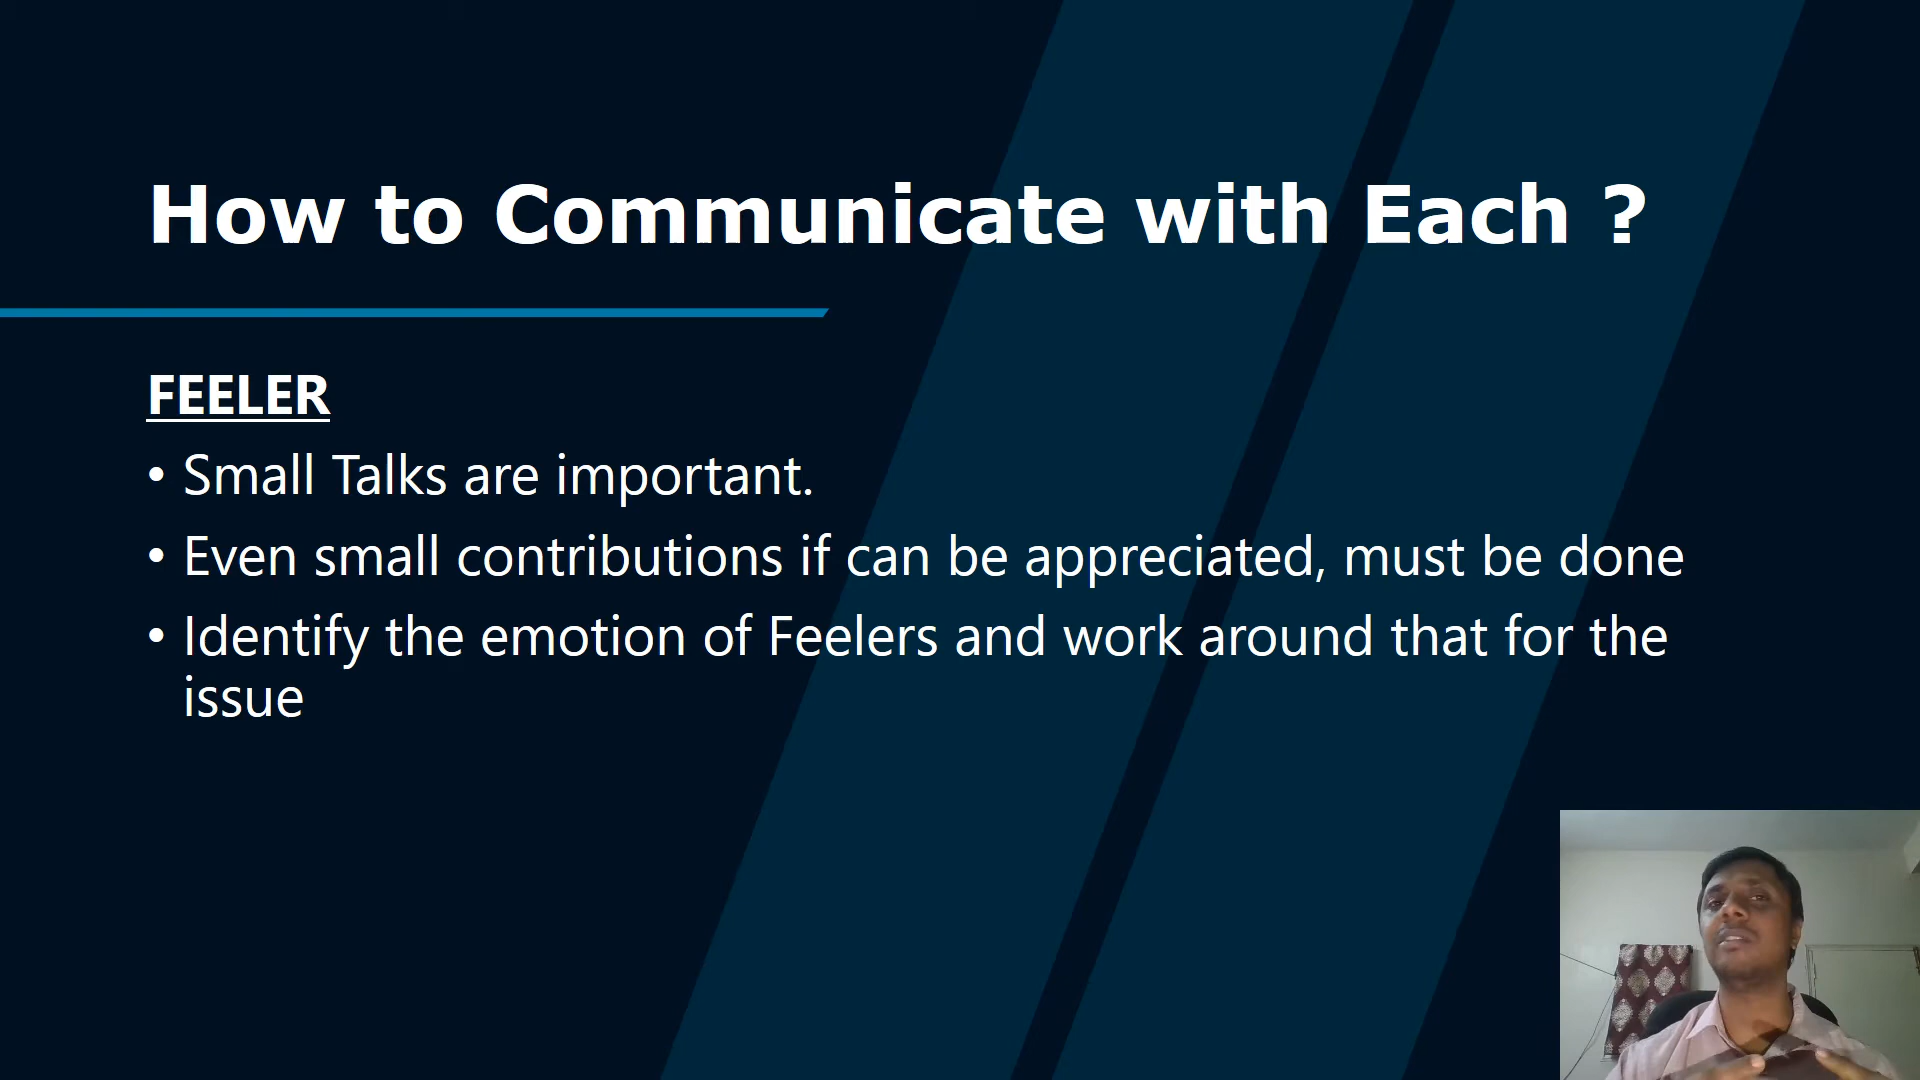 How to Communicate with Each ?
FEELER
• Small Talks are important.
• Even small contributions if can be appreciated, must be done
• Identify the emotion of Feelers and work around that for the
issue